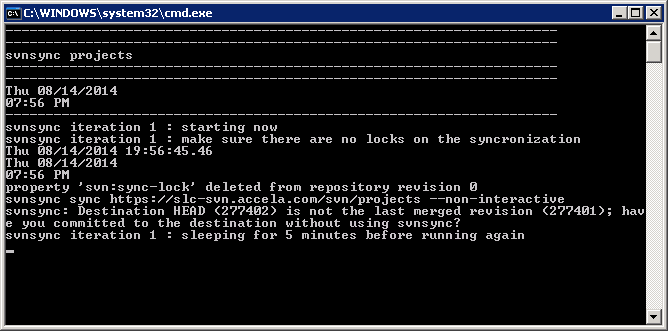 C:\WINDOWS\system32\cmd.exe
------------------------------------------------------------------------
------------------------------------------------------------------------
svnsync projects
------------------------------------------------------------------------
------------------------------------------------------------------------
Thu 08/14/2014
07:56 PM
------------------------------------------------------------------------
svnsync iteration 1 : starting now
svnsync iteration 1 : make sure there are no locks on the syncronization
Thu 08/14/2014 19:56:45.46
Thu 08/14/2014
07:56 PM
property 'svn:sync-lock' deleted from repository revision 0
svnsync sync https://slc-svn.accela.com/svn/projects --non-interactive
svnsync: Destination HEAD (277402) is not the last merged revision (277401); hav
e you committed to the destination without using svnsync?
svnsync iteration 1 : sleeping for 5 minutes before running again